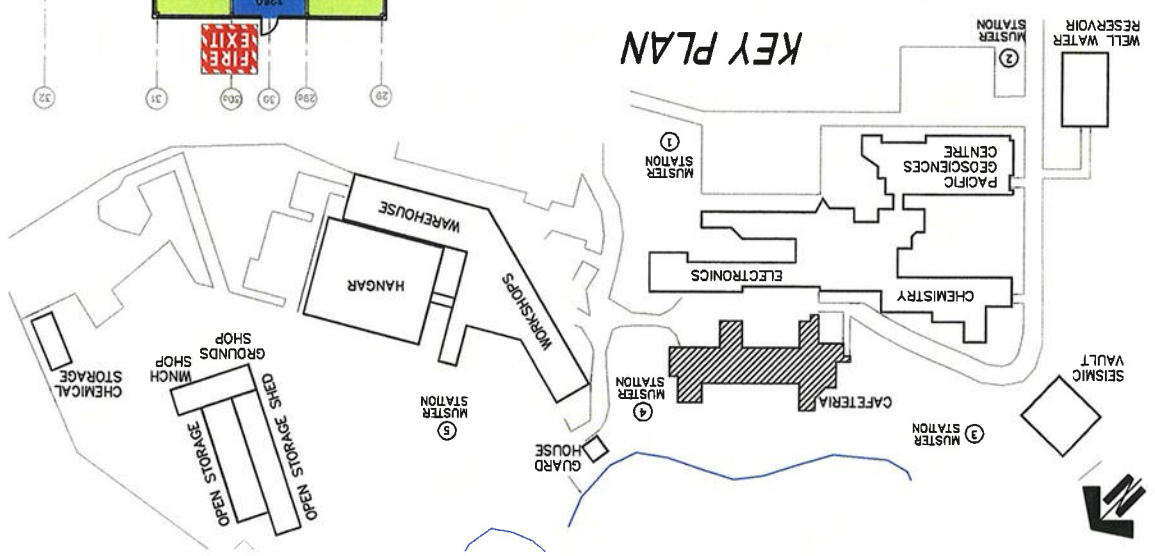 N
SEISMIC
VAULT
3
MUSTER
STATION
CAFETERIA
GUARD
HOUSE
4
MUSTER
STATION
5
MUSTER
STATION
OPEN STORAGE SHED
OPEN STORAGE
WINCH
SHOP
GROUNDS
SHOP
CHEMICAL
STORAGE
CHEMISTRY
ELECTRONICS
WORKSHOPS
HANGAR
WAREHOUSE
PACIFIC
GEOSCIENCES
CENTRE
MUSTER
STATION
1
WELL WATER
RESERVOIR
2
MUSTER
STATION
KEY PLAN
29
29a
30
30a
31
32
FIRE
EXIT